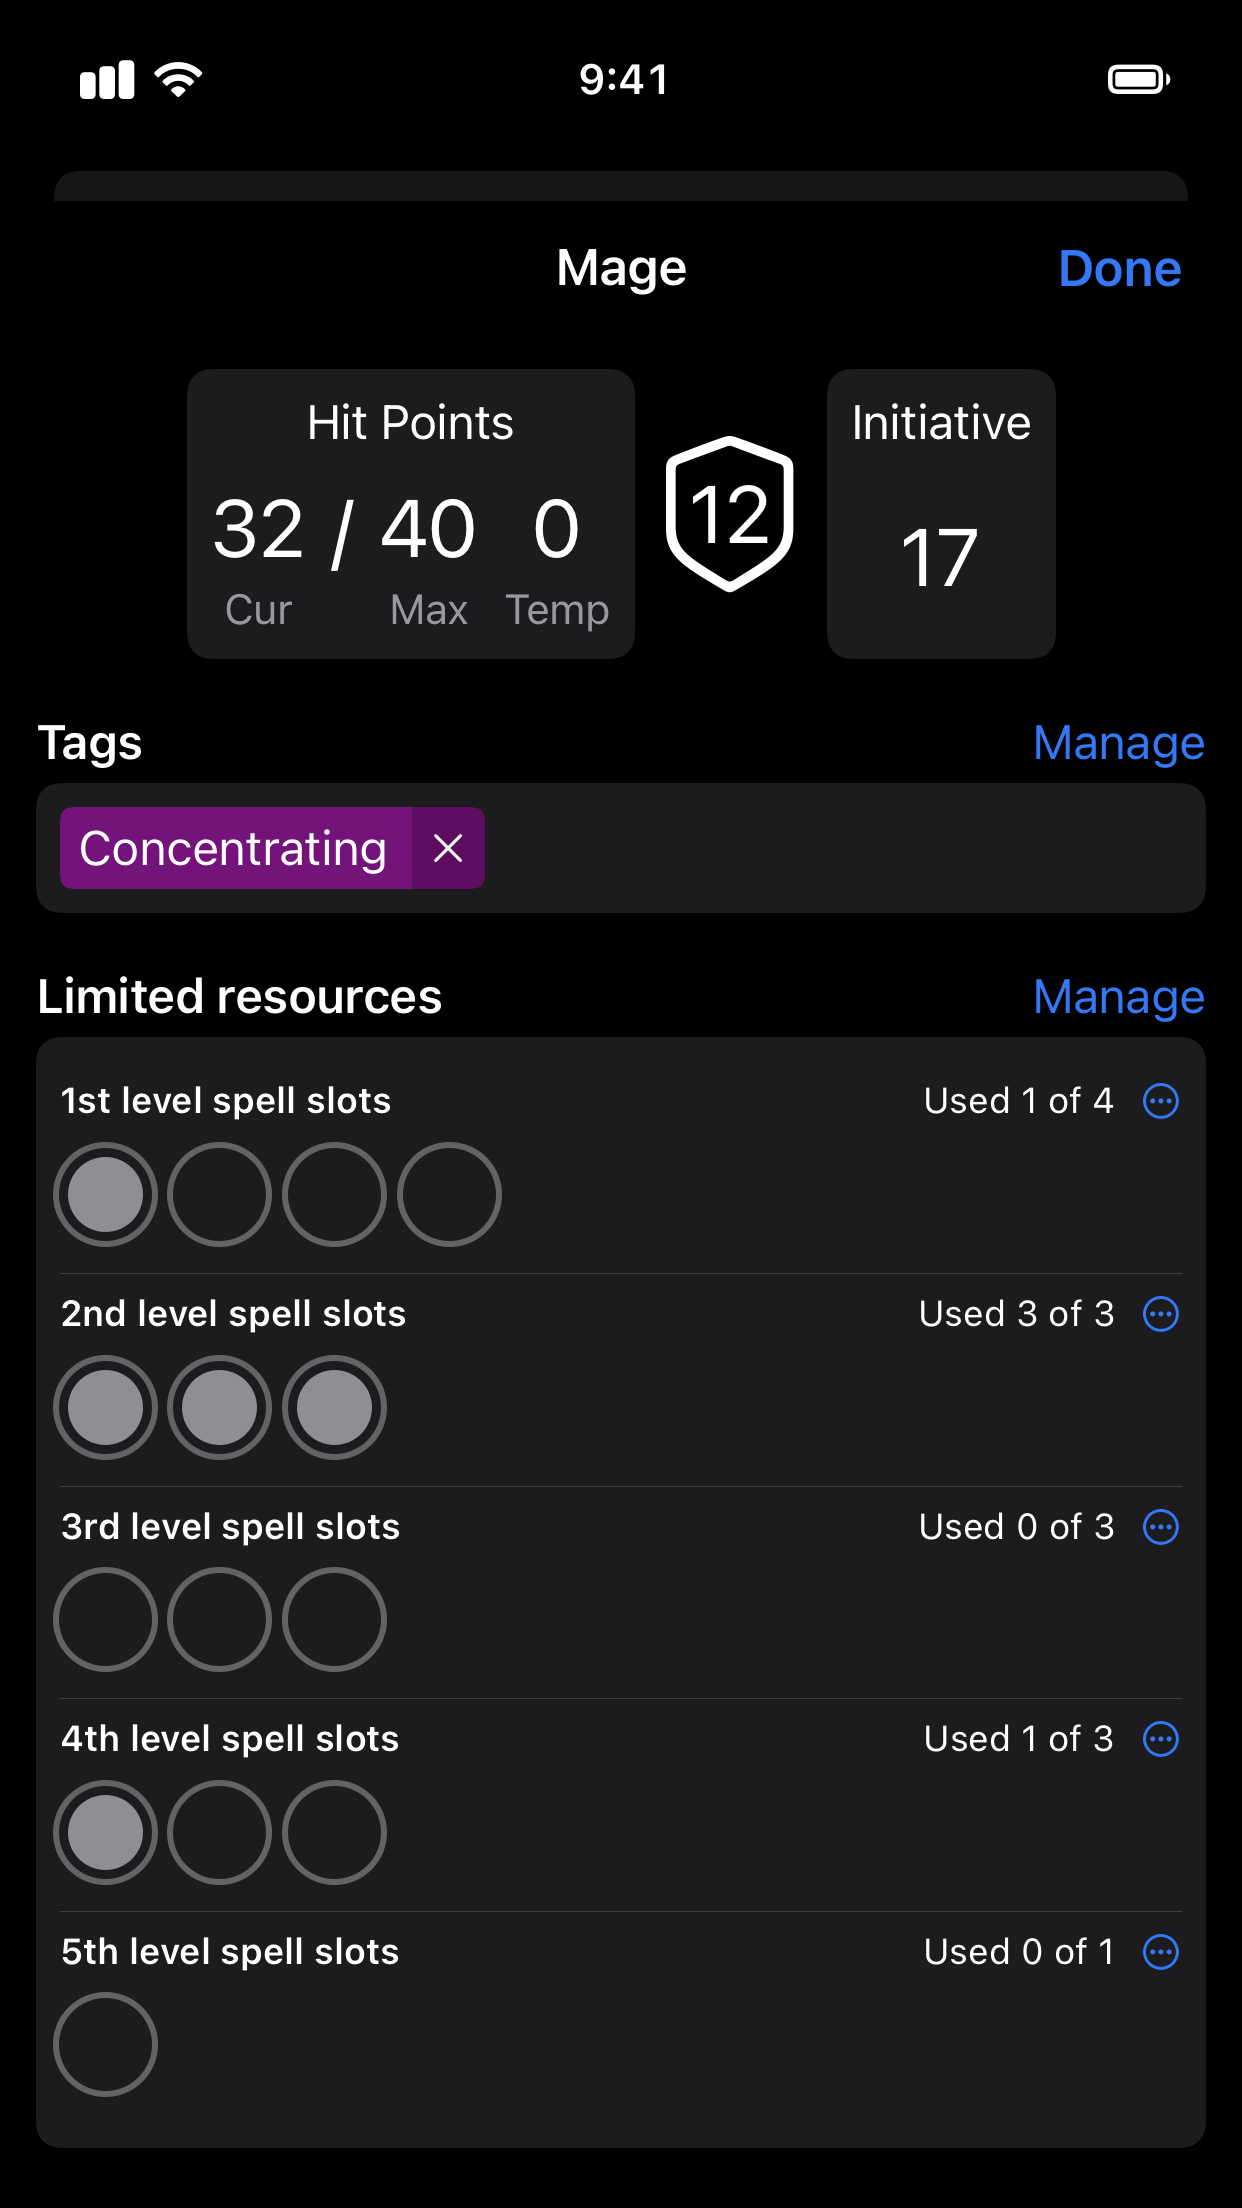 9:41
Mage
Done
Hit Points
32 / 40 0
Cur Max Temp
12
Initiative
17
Tags
Manage
Concentrating
Limited resources
Manage
1st level spell slots
Used 1 of 4
2nd level spell slots
Used 3 of 3
3rd level spell slots
Used 0 of 3
4th level spell slots
Used 1 of 3
5th level spell slots
Used 0 of 1